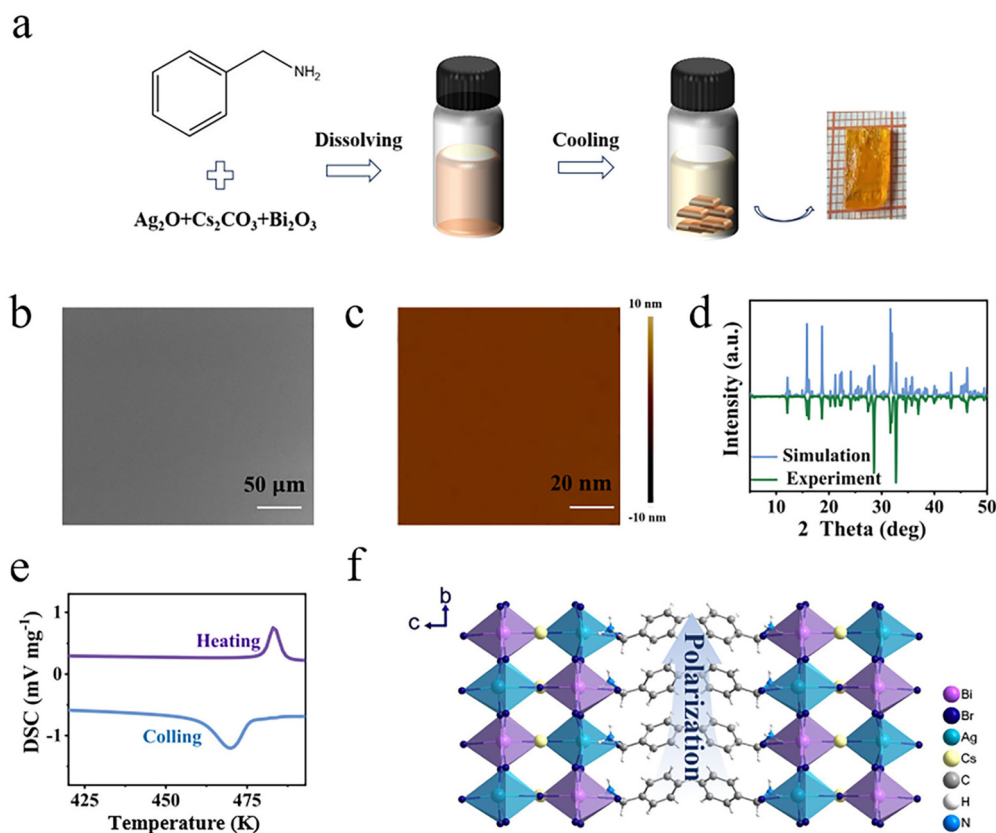 a
NH₂
Dissolving
Cooling
Ag₂O+Cs₂CO₃+Bi₂O₃
b
50 μm
c
20 nm
10 nm
-10 nm
d
Intensity (a.u.)
Simulation
Experiment
10 20 30 40 50
2 Theta (deg)
e
DSC (mV mg⁻¹)
1
0
-1
Heating
Colling
425 450 475
Temperature (K)
f
b
c
Polarization
Bi
Br
Ag
Cs
C
H
N